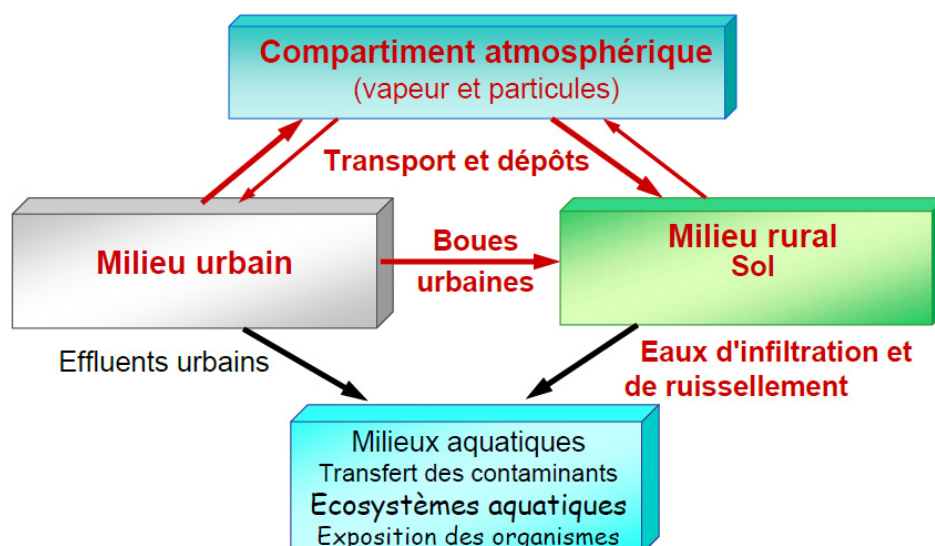 Compartiment atmosphérique
(vapeur et particules)
Transport et dépôts
Milieu urbain
Boues
urbaines
Milieu rural
Sol
Effluents urbains
Eaux d'infiltration et
de ruissellement
Milieux aquatiques
Transfert des contaminants
Ecosystèmes aquatiques
Exposition des organismes